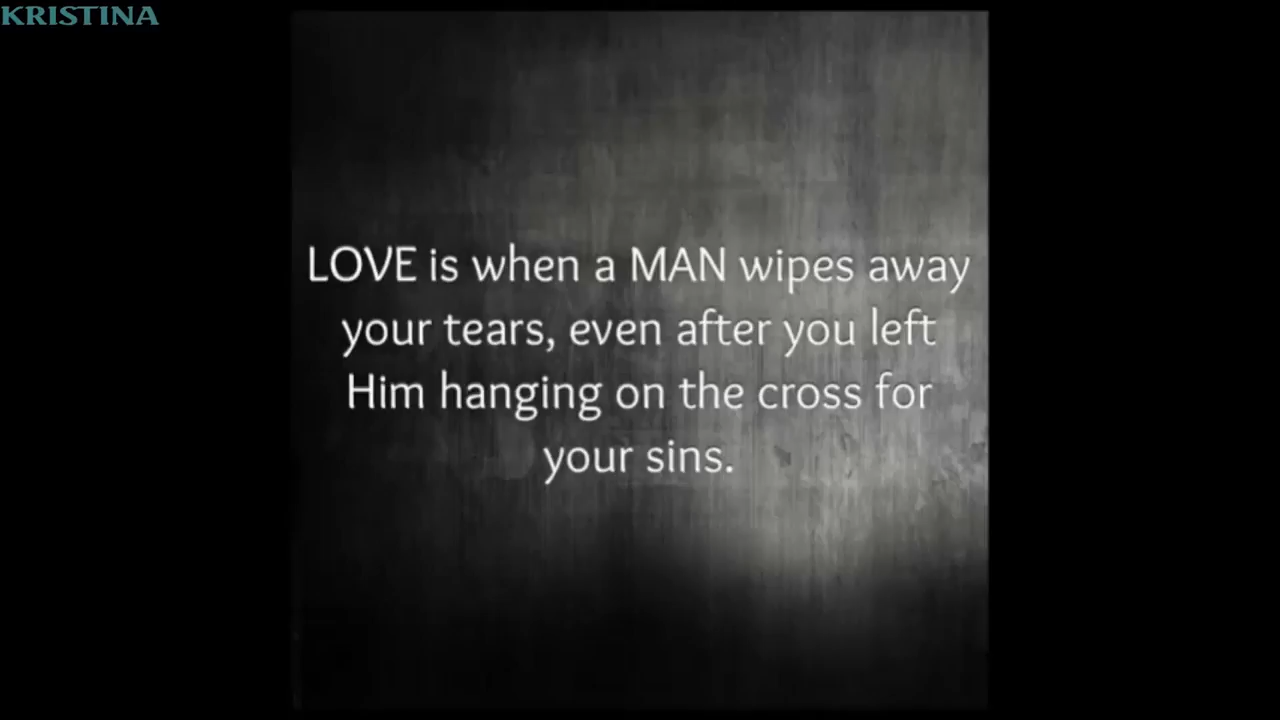 KRISTINA
LOVE is when a MAN wipes away
your tears, even after you left
Him hanging on the cross for
your sins.